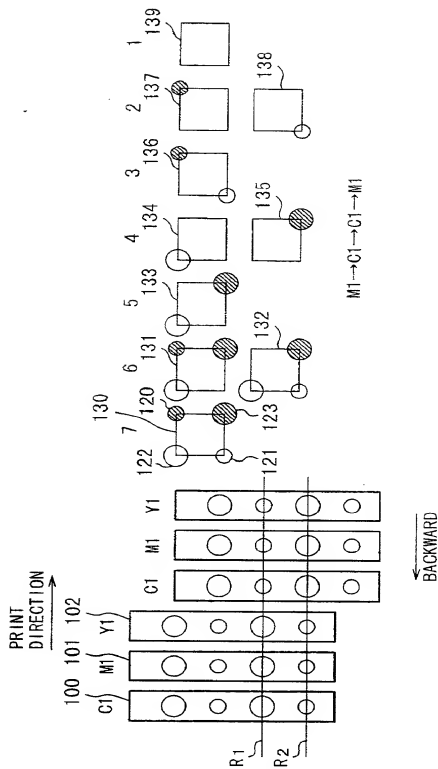 1
139
2
137
138
3
136
4
134
135
5
133
M1→C1→C1→M1
6
131
132
120
130
7
122
123
121
PRINT
DIRECTION
100
101
102
C1
M1
Y1
C1
M1
Y1
R1
R2
BACKWARD